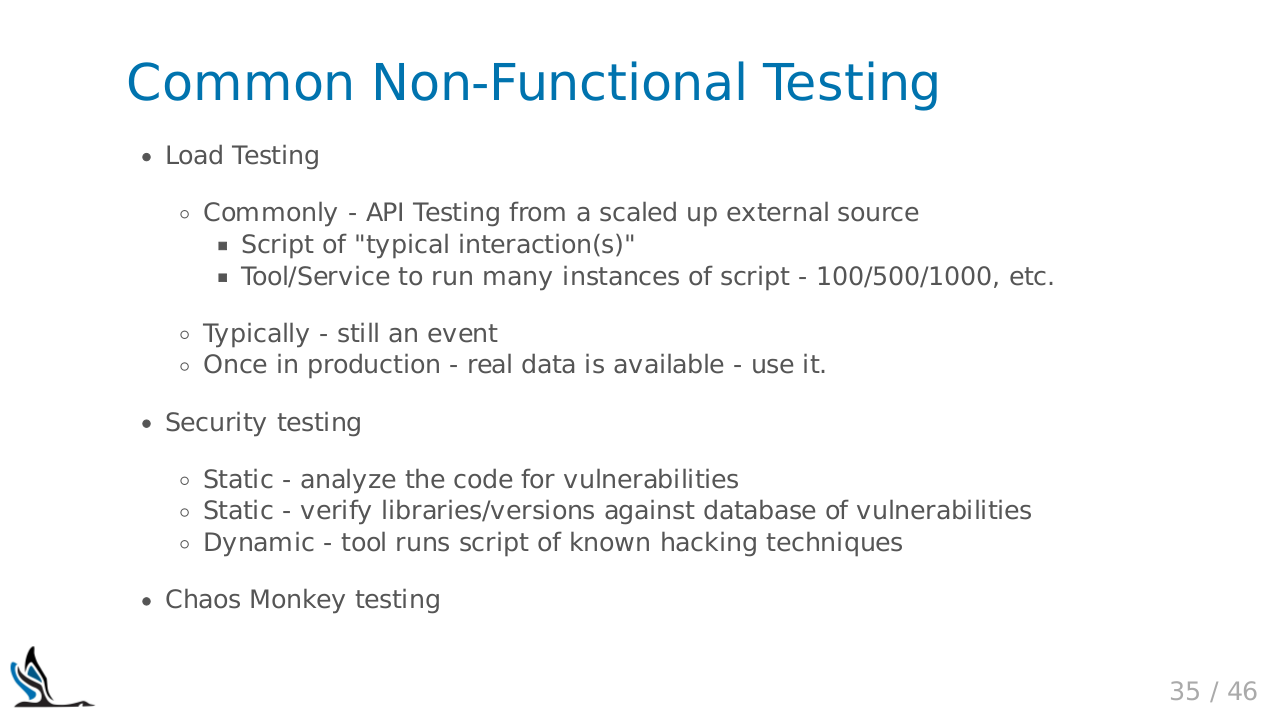 Common Non-Functional Testing
Load Testing
Commonly - API Testing from a scaled up external source
Script of "typical interaction(s)"
Tool/Service to run many instances of script - 100/500/1000, etc.
Typically - still an event
Once in production - real data is available - use it.
Security testing
Static - analyze the code for vulnerabilities
Static - verify libraries/versions against database of vulnerabilities
Dynamic - tool runs script of known hacking techniques
Chaos Monkey testing
35 / 46